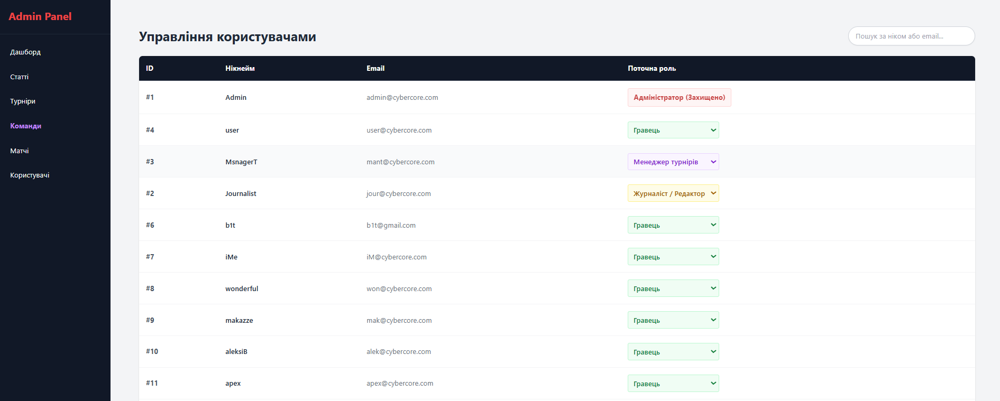 Admin Panel
Дашборд
Статті
Турніри
Команди
Матчі
Користувачі
Управління користувачами
Пошук за ніком або email...
ID Нікнейм Email Поточна роль
#1 Admin admin@cybercore.com Адміністратор (Захищено)
#4 user user@cybercore.com Гравець
#3 MsnagerT mant@cybercore.com Менеджер турнірів
#2 Journalist jour@cybercore.com Журналіст / Редактор
#6 b1t b1t@gmail.com Гравець
#7 iMe iM@cybercore.com Гравець
#8 wonderful won@cybercore.com Гравець
#9 makazze mak@cybercore.com Гравець
#10 aleksiB alek@cybercore.com Гравець
#11 apex apex@cybercore.com Гравець